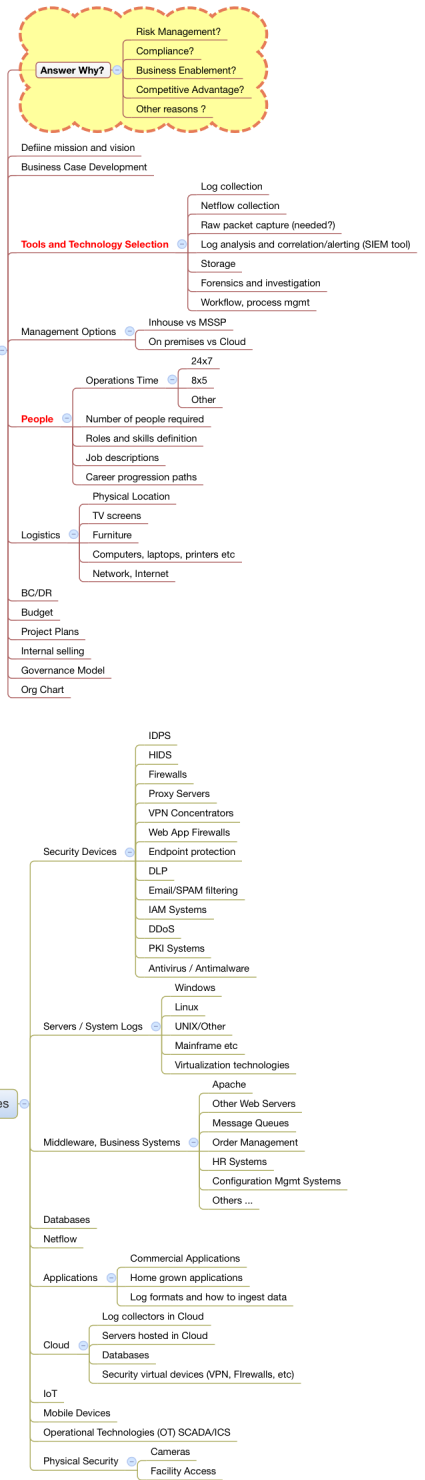 Risk Management?
Compliance?
Answer Why?
Business Enablement?
Competitive Advantage?
Other reasons ?
Defiine mission and vision
Business Case Development
Log collection
Netflow collection
Raw packet capture (needed?)
Tools and Technology Selection
Log analysis and correlation/alerting (SIEM tool)
Storage
Forensics and investigation
Workflow, process mgmt
Management Options
Inhouse vs MSSP
On premises vs Cloud
People
Operations Time
24x7
8x5
Other
Number of people required
Roles and skills definition
Job descriptions
Career progression paths
Logistics
Physical Location
TV screens
Furniture
Computers, laptops, printers etc
Network, Internet
BC/DR
Budget
Project Plans
Internal selling
Governance Model
Org Chart
es
Security Devices
IDPS
HIDS
Firewalls
Proxy Servers
VPN Concentrators
Web App Firewalls
Endpoint protection
DLP
Email/SPAM filtering
IAM Systems
DDoS
PKI Systems
Antivirus / Antimalware
Servers / System Logs
Windows
Linux
UNIX/Other
Mainframe etc
Virtualization technologies
Middleware, Business Systems
Apache
Other Web Servers
Message Queues
Order Management
HR Systems
Configuration Mgmt Systems
Others ...
Databases
Netflow
Applications
Commercial Applications
Home grown applications
Log formats and how to ingest data
Cloud
Log collectors in Cloud
Servers hosted in Cloud
Databases
Security virtual devices (VPN, FIrewalls, etc)
IoT
Mobile Devices
Operational Technologies (OT) SCADA/ICS
Physical Security
Cameras
Facility Access